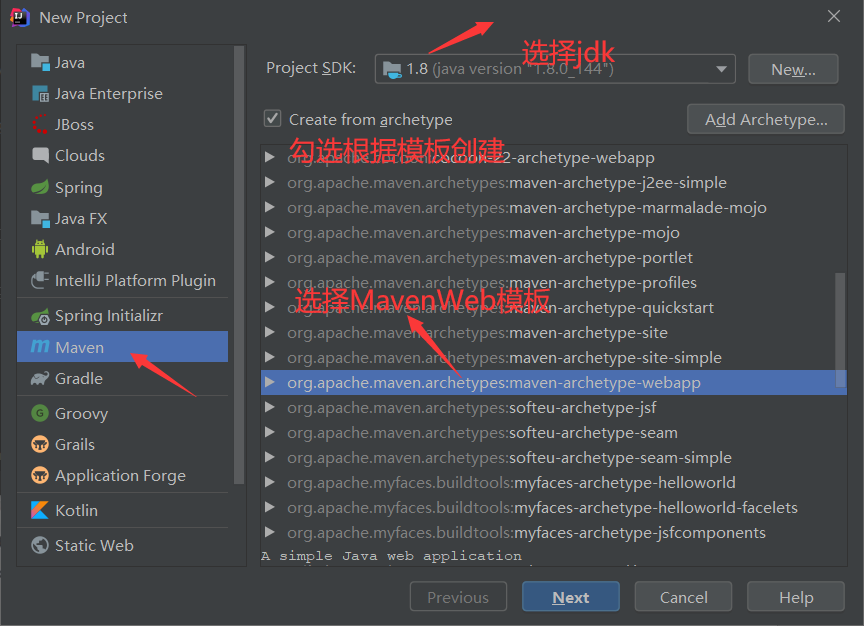 New Project
Java
Java Enterprise
JBoss
Clouds
Spring
Java FX
Android
IntelliJ Platform Plugin
Spring Initializr
Maven
Gradle
Groovy
Grails
Application Forge
Kotlin
Static Web
Project SDK:
1.8 (java version "1.8.0_144")
选择jdk
New...
Create from archetype
Add Archetype...
勾选根据模板创建
org.apache.cocoon:cocoon-22-archetype-webapp
org.apache.maven.archetypes:maven-archetype-j2ee-simple
org.apache.maven.archetypes:maven-archetype-marmalade-mojo
org.apache.maven.archetypes:maven-archetype-mojo
org.apache.maven.archetypes:maven-archetype-portlet
org.apache.maven.archetypes:maven-archetype-profiles
选择MavenWeb模板
org.apache.maven.archetypes:maven-archetype-quickstart
org.apache.maven.archetypes:maven-archetype-site
org.apache.maven.archetypes:maven-archetype-site-simple
org.apache.maven.archetypes:maven-archetype-webapp
org.apache.maven.archetypes:softeu-archetype-jsf
org.apache.maven.archetypes:softeu-archetype-seam
org.apache.maven.archetypes:softeu-archetype-seam-simple
org.apache.myfaces.buildtools:myfaces-archetype-helloworld
org.apache.myfaces.buildtools:myfaces-archetype-helloworld-facelets
org.apache.myfaces.buildtools:myfaces-archetype-jsfcomponents
A simple Java web application
Previous
Next
Cancel
Help